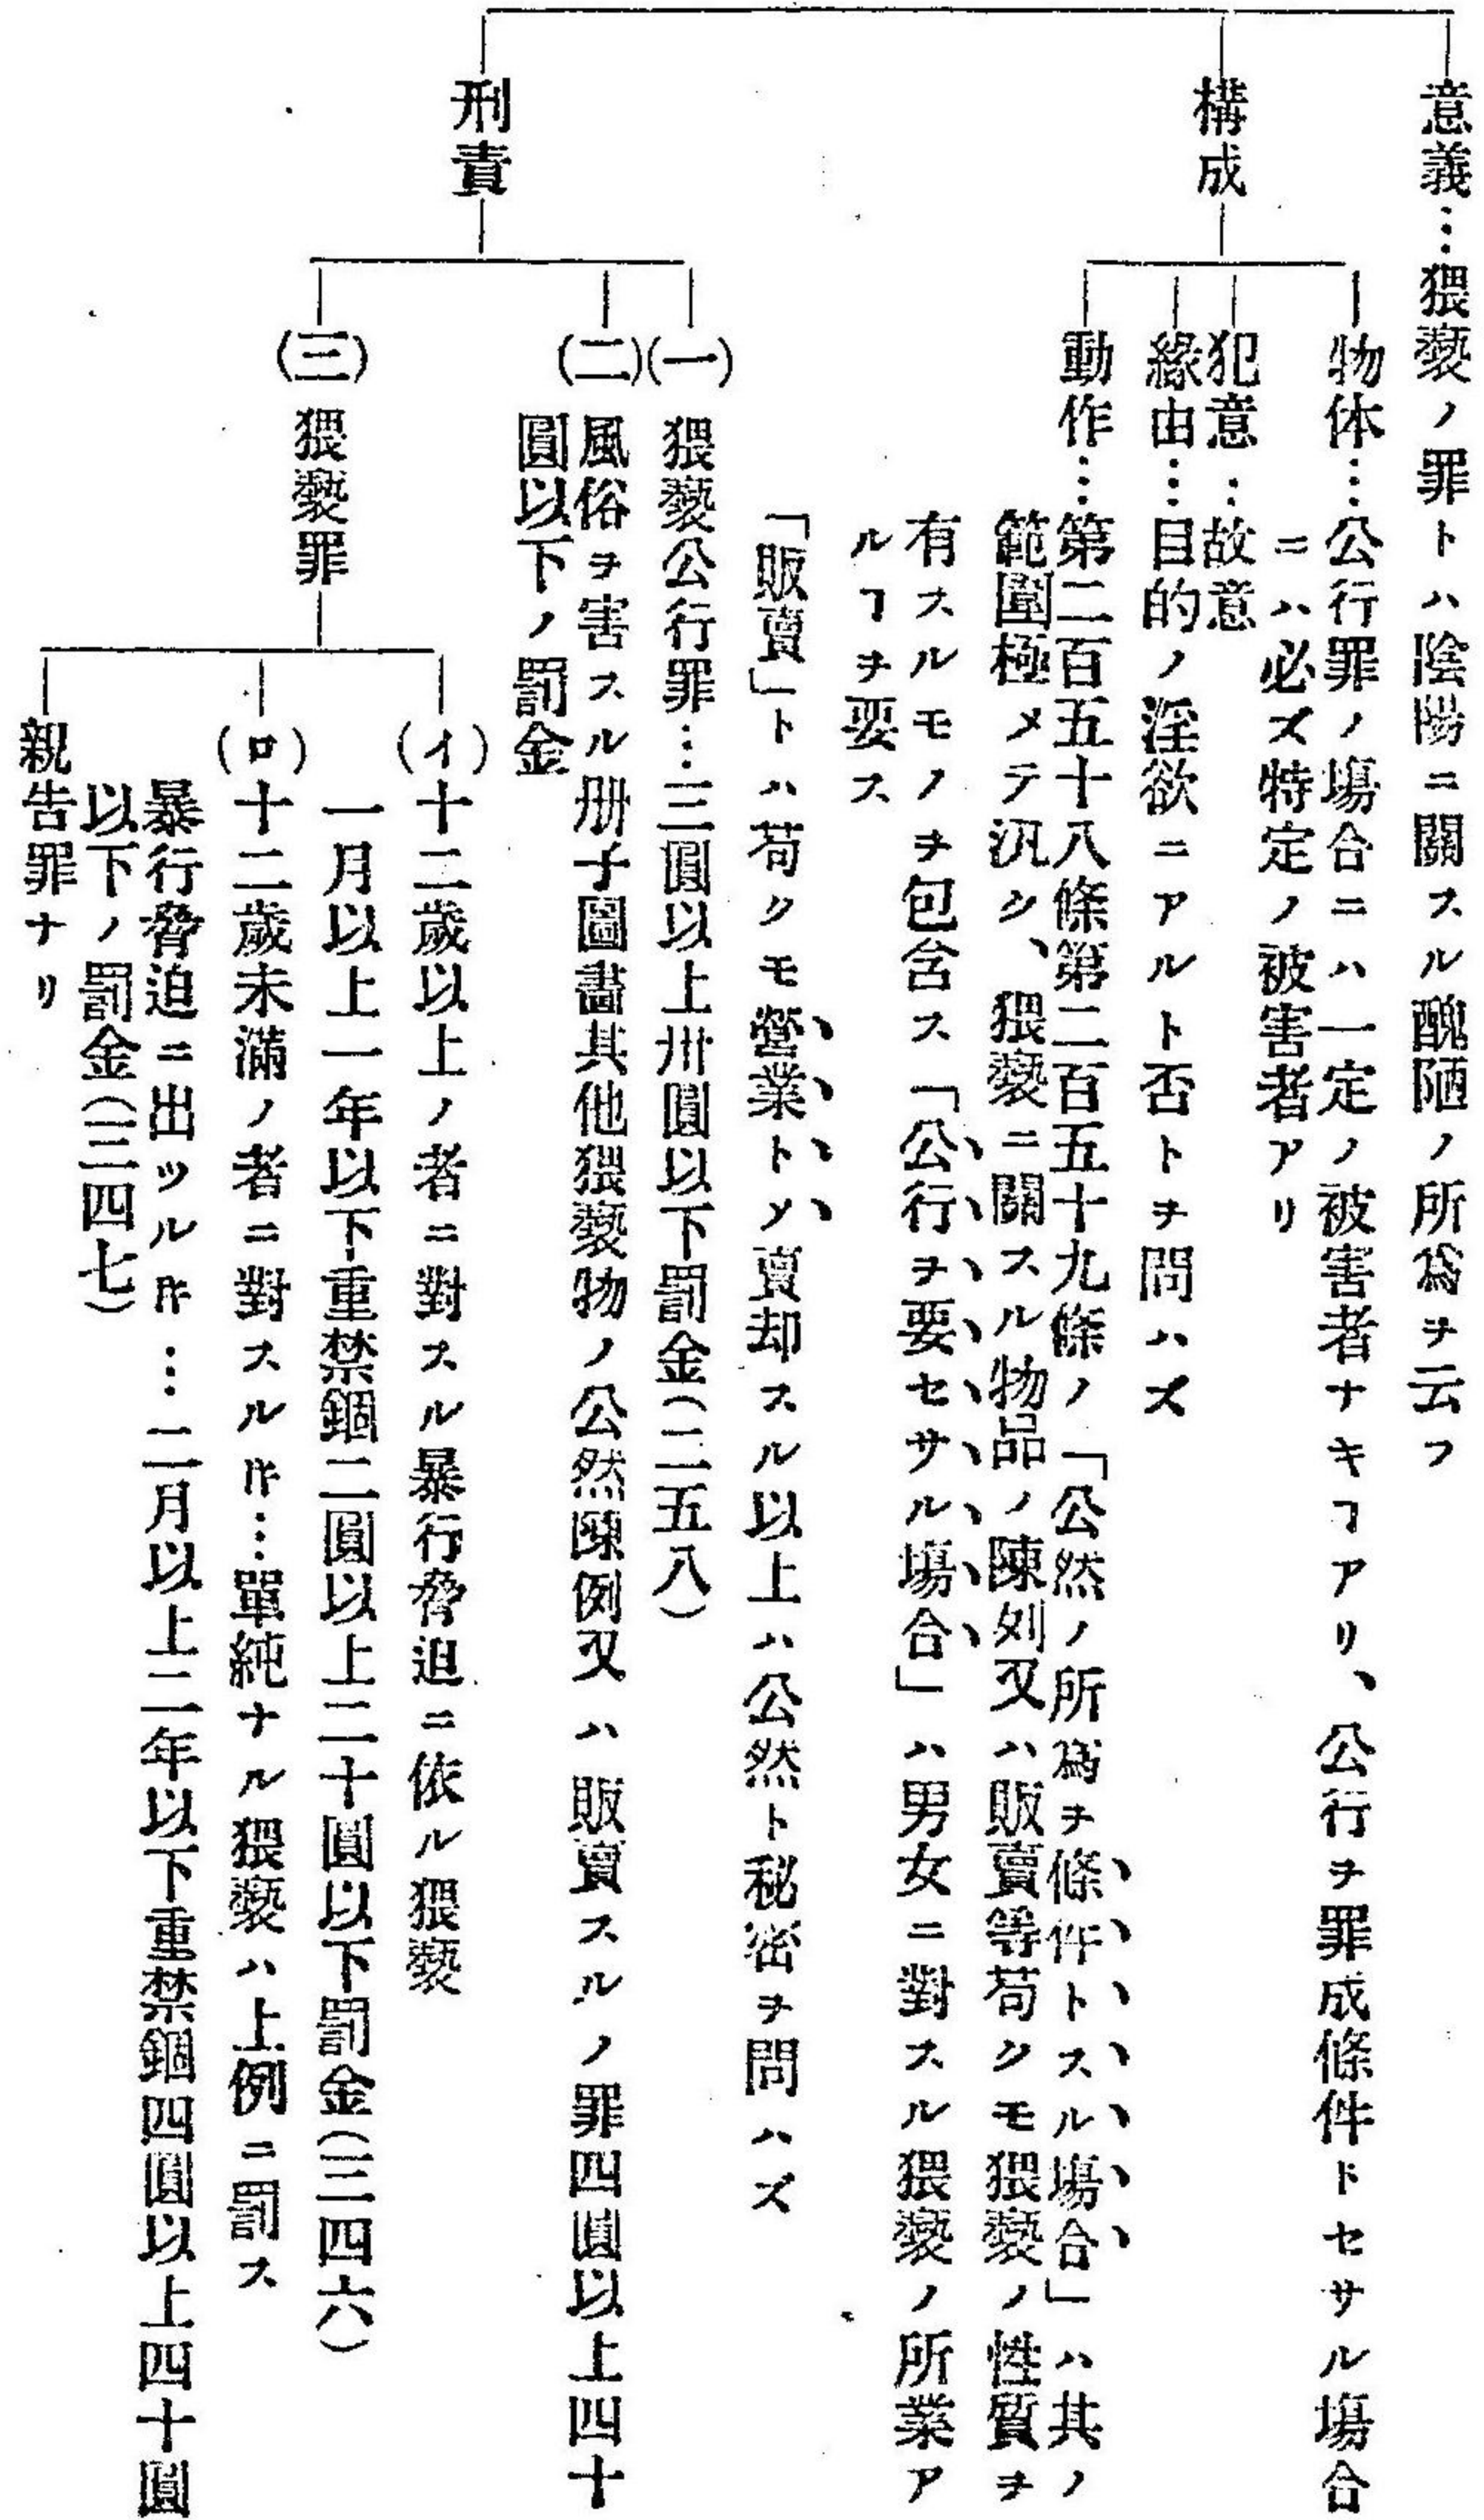 意義…猥褻ノ罪トハ陰陽ニ關スル醜陋ノ所爲ヲ云フ
構成
物体…公行罪ノ塲合ニハ一定ノ被害者ナキヿアリ、公行ヲ罪成條件トセサル塲合
ニハ必ズ特定ノ被害者アリ
犯意…故意
緣由…目的ノ淫欲ニアルト否トヲ問ハズ
動作…第二百五十八條第二百五十九條ノ「公然ノ所爲ヲ條件トスル塲合」ハ其ノ
範圍極メテ汎ク、猥褻ニ關スル物品ノ陳列又ハ販賣等苟クモ猥褻ノ性質ヲ
有スルモノヲ包含ス「公行ヲ要セサル塲合」ハ男女ニ對スル猥褻ノ所業ア
ルヿヲ要ス
「販賣」トハ苟クモ營業トメ賣却スル以上ハ公然ト秘密ヲ問ハズ
刑責
(一) 猥褻公行罪…三圓以上卅圓以下罰金(二五八)
(二) 風俗ヲ害スル册子圖畵其他猥褻物ノ公然陳例又ハ販賣スルノ罪四圓以上四十
圓以下ノ罰金
(三) 猥褻罪
(イ) 十二歲以上ノ者ニ對スル暴行脅迫ニ依ル猥褻
一月以上一年以下重禁錮二圓以上二十圓以下罰金(三四六)
(ロ) 十二歲未滿ノ者ニ對スル㕝…單純ナル猥褻ハ上例ニ罰ス
暴行脅迫ニ出ツル㕝…二月以上二年以下重禁錮四圓以上四十圓
以下ノ罰金(三四七)
親告罪ナリ